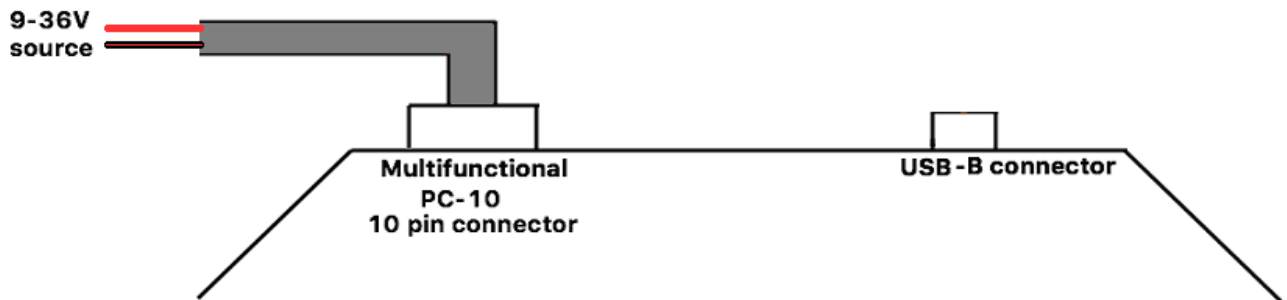 9-36V
source
Multifunctional
PC-10
10 pin connector
USB-B connector